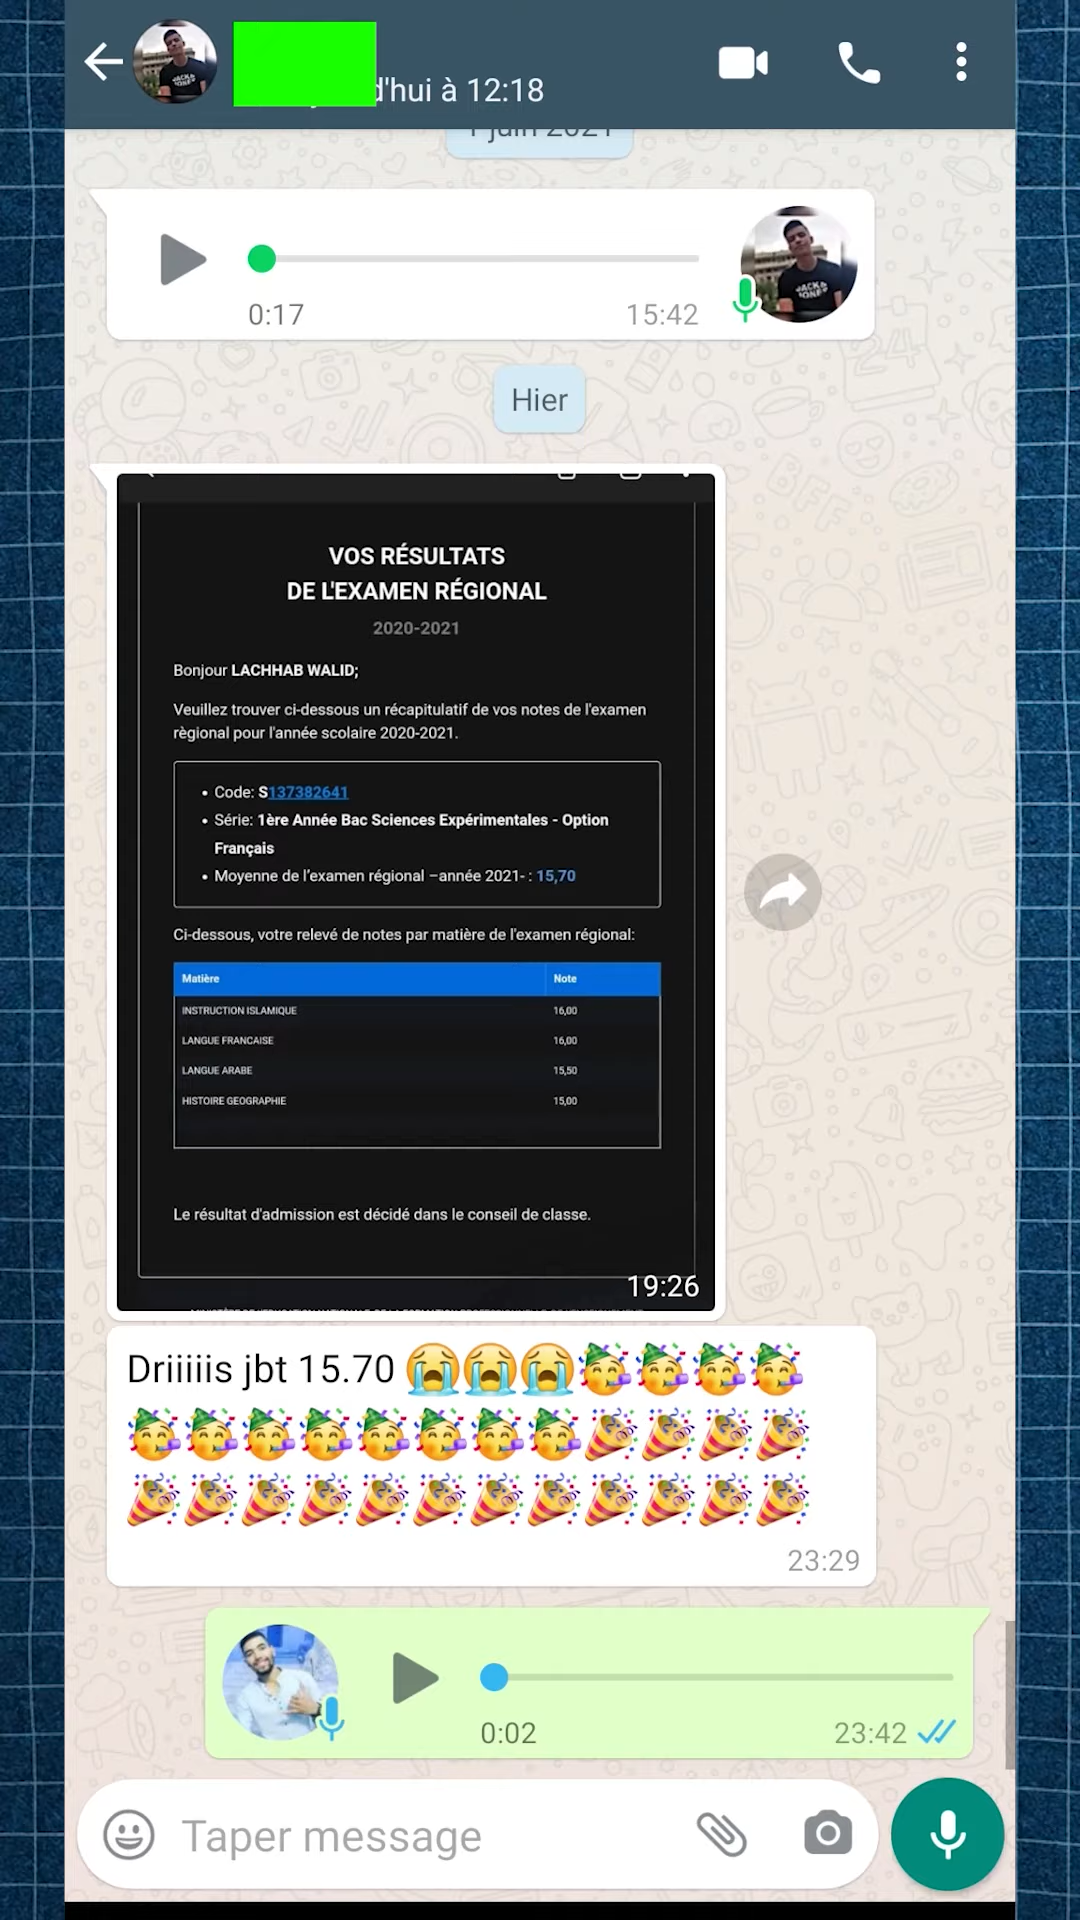 d'hui à 12:18
1 juin 2021
0:17
15:42
Hier
VOS RÉSULTATS
DE L'EXAMEN RÉGIONAL
2020-2021
Bonjour LACHHAB WALID;
Veuillez trouver ci-dessous un récapitulatif de vos notes de l'examen
règional pour l'année scolaire 2020-2021.
• Code: S137382641
• Série: 1ère Année Bac Sciences Expérimentales - Option
Français
• Moyenne de l'examen régional –année 2021- : 15,70
Ci-dessous, votre relevé de notes par matière de l'examen régional:
Matière Note
INSTRUCTION ISLAMIQUE 16,00
LANGUE FRANCAISE 16,00
LANGUE ARABE 15,50
HISTOIRE GEOGRAPHIE 15,00
Le résultat d'admission est décidé dans le conseil de classe.
19:26
Driiiiis jbt 15.70 😭😭😭🥳🥳🥳🥳
🥳🥳🥳🥳🥳🥳🥳🥳🎉🎉🎉🎉
🎉🎉🎉🎉🎉🎉🎉🎉🎉🎉🎉🎉
23:29
0:02
23:42
Taper message